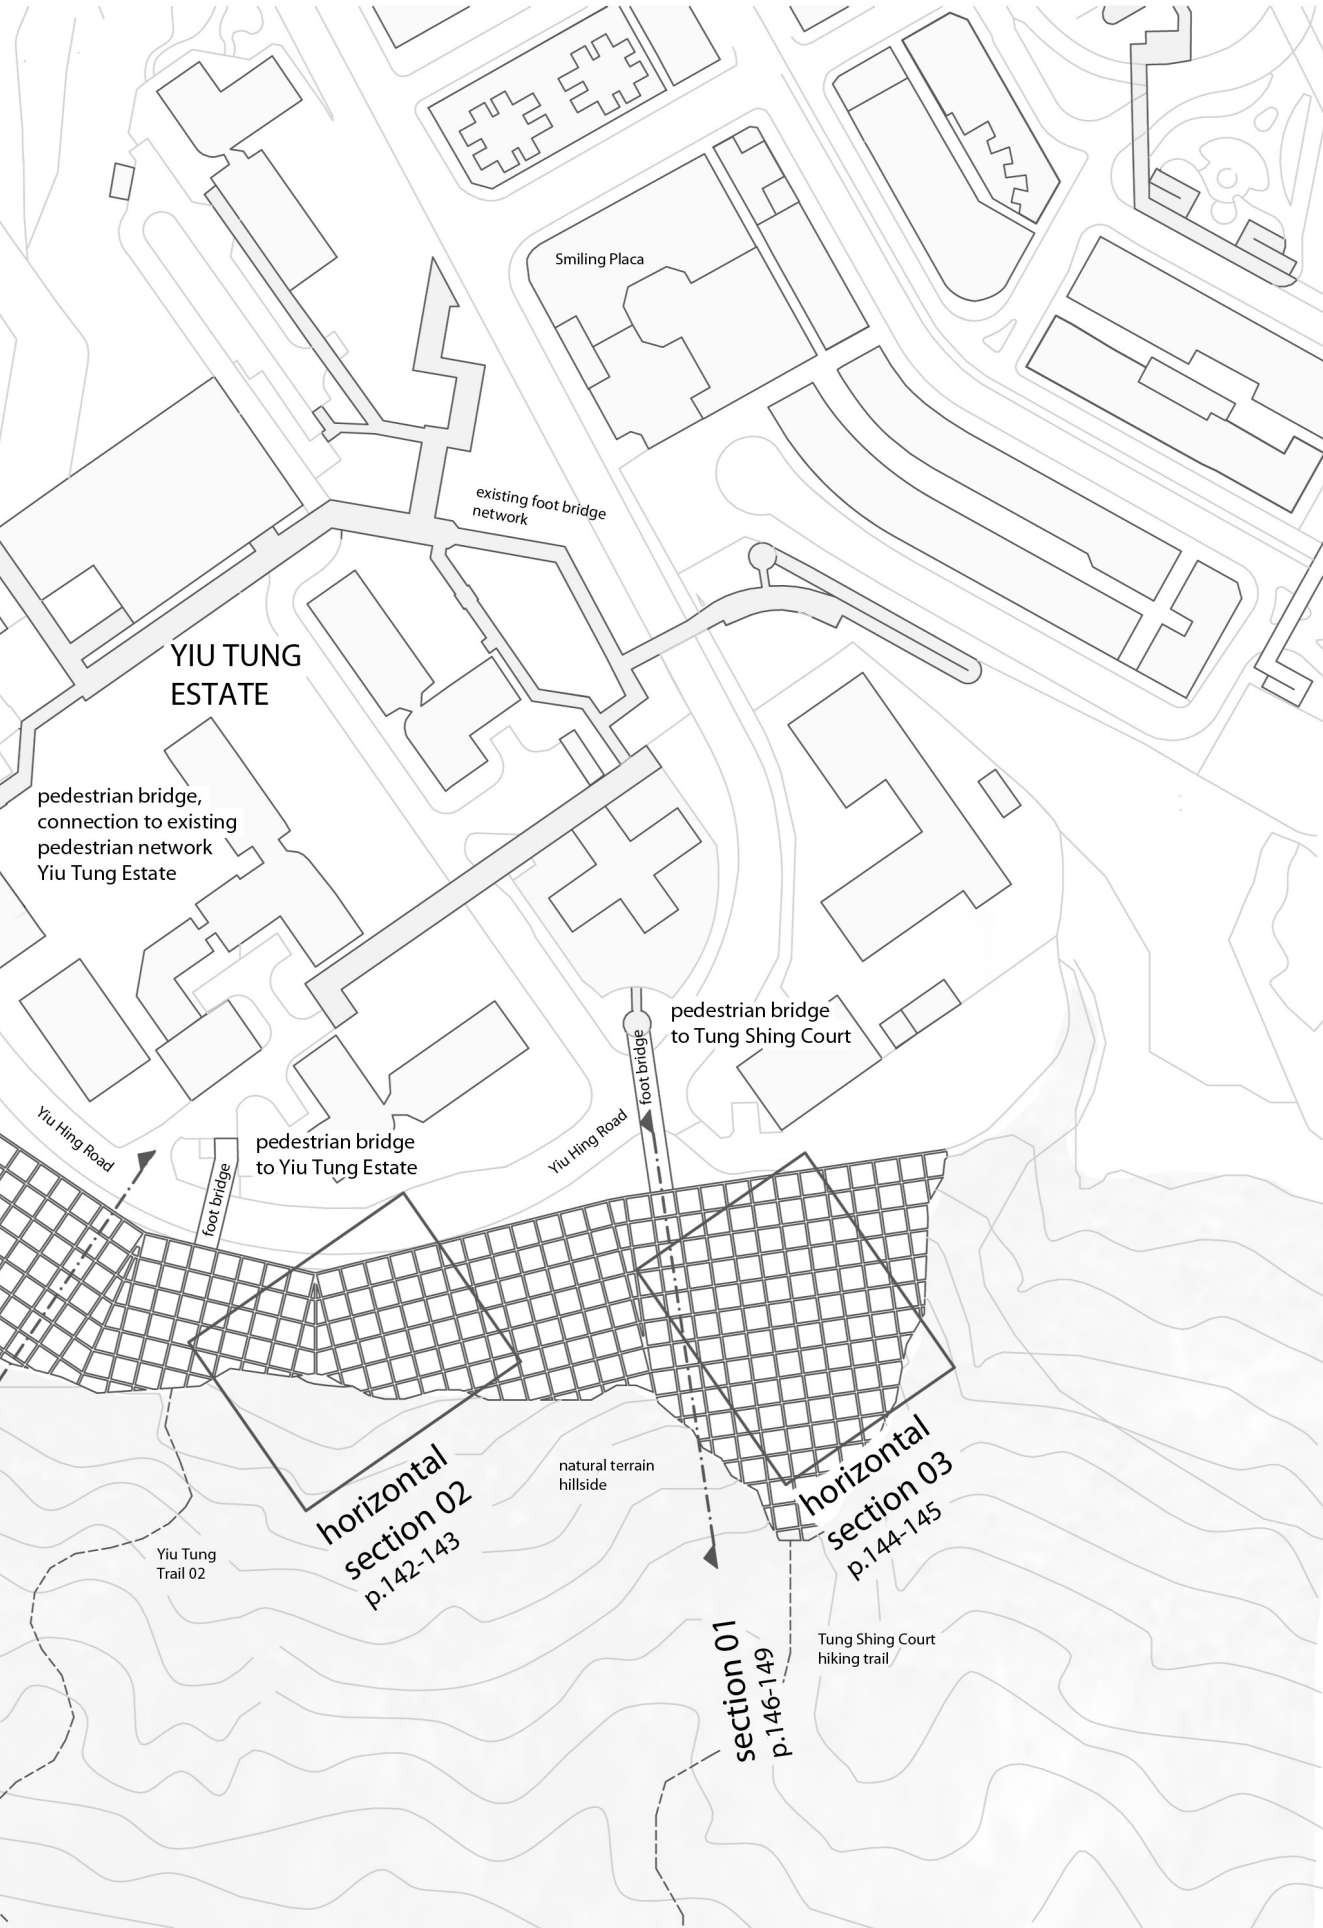 Smiling Placa
existing foot bridge
network
YIU TUNG
ESTATE
pedestrian bridge,
connection to existing
pedestrian network
Yiu Tung Estate
pedestrian bridge
to Tung Shing Court
foot bridge
Yiu Hing Road
Yiu Hing Road
pedestrian bridge
to Yiu Tung Estate
foot bridge
horizontal
section 02
p.142-143
natural terrain
hillside
horizontal
section 03
p.144-145
Yiu Tung
Trail 02
section 01
p.146-149
Tung Shing Court
hiking trail